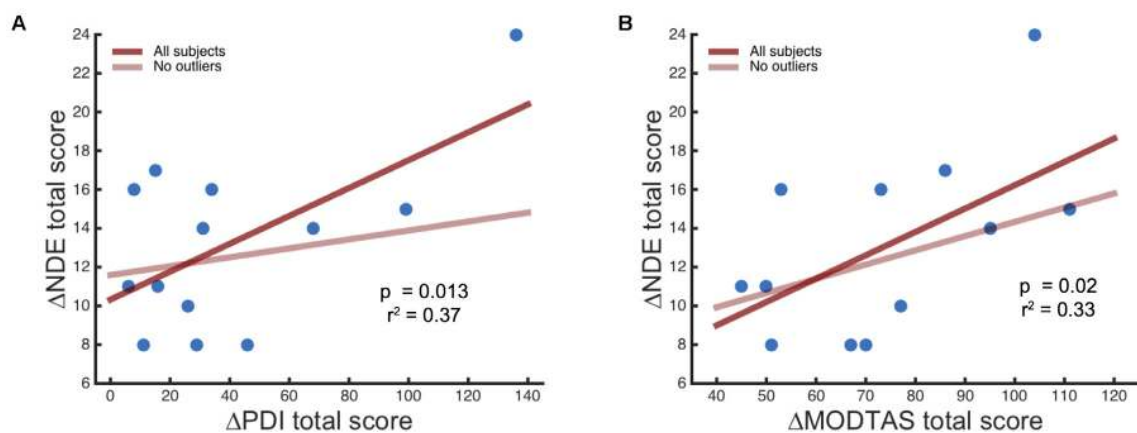 A
24
22
20
18
16
14
12
10
8
6
ΔNDE total score
All subjects
No outliers
p = 0.013
r² = 0.37
0 20 40 60 80 100 120 140
ΔPDI total score
B
24
22
20
18
16
14
12
10
8
6
ΔNDE total score
All subjects
No outliers
p = 0.02
r² = 0.33
40 50 60 70 80 90 100 110 120
ΔMODTAS total score